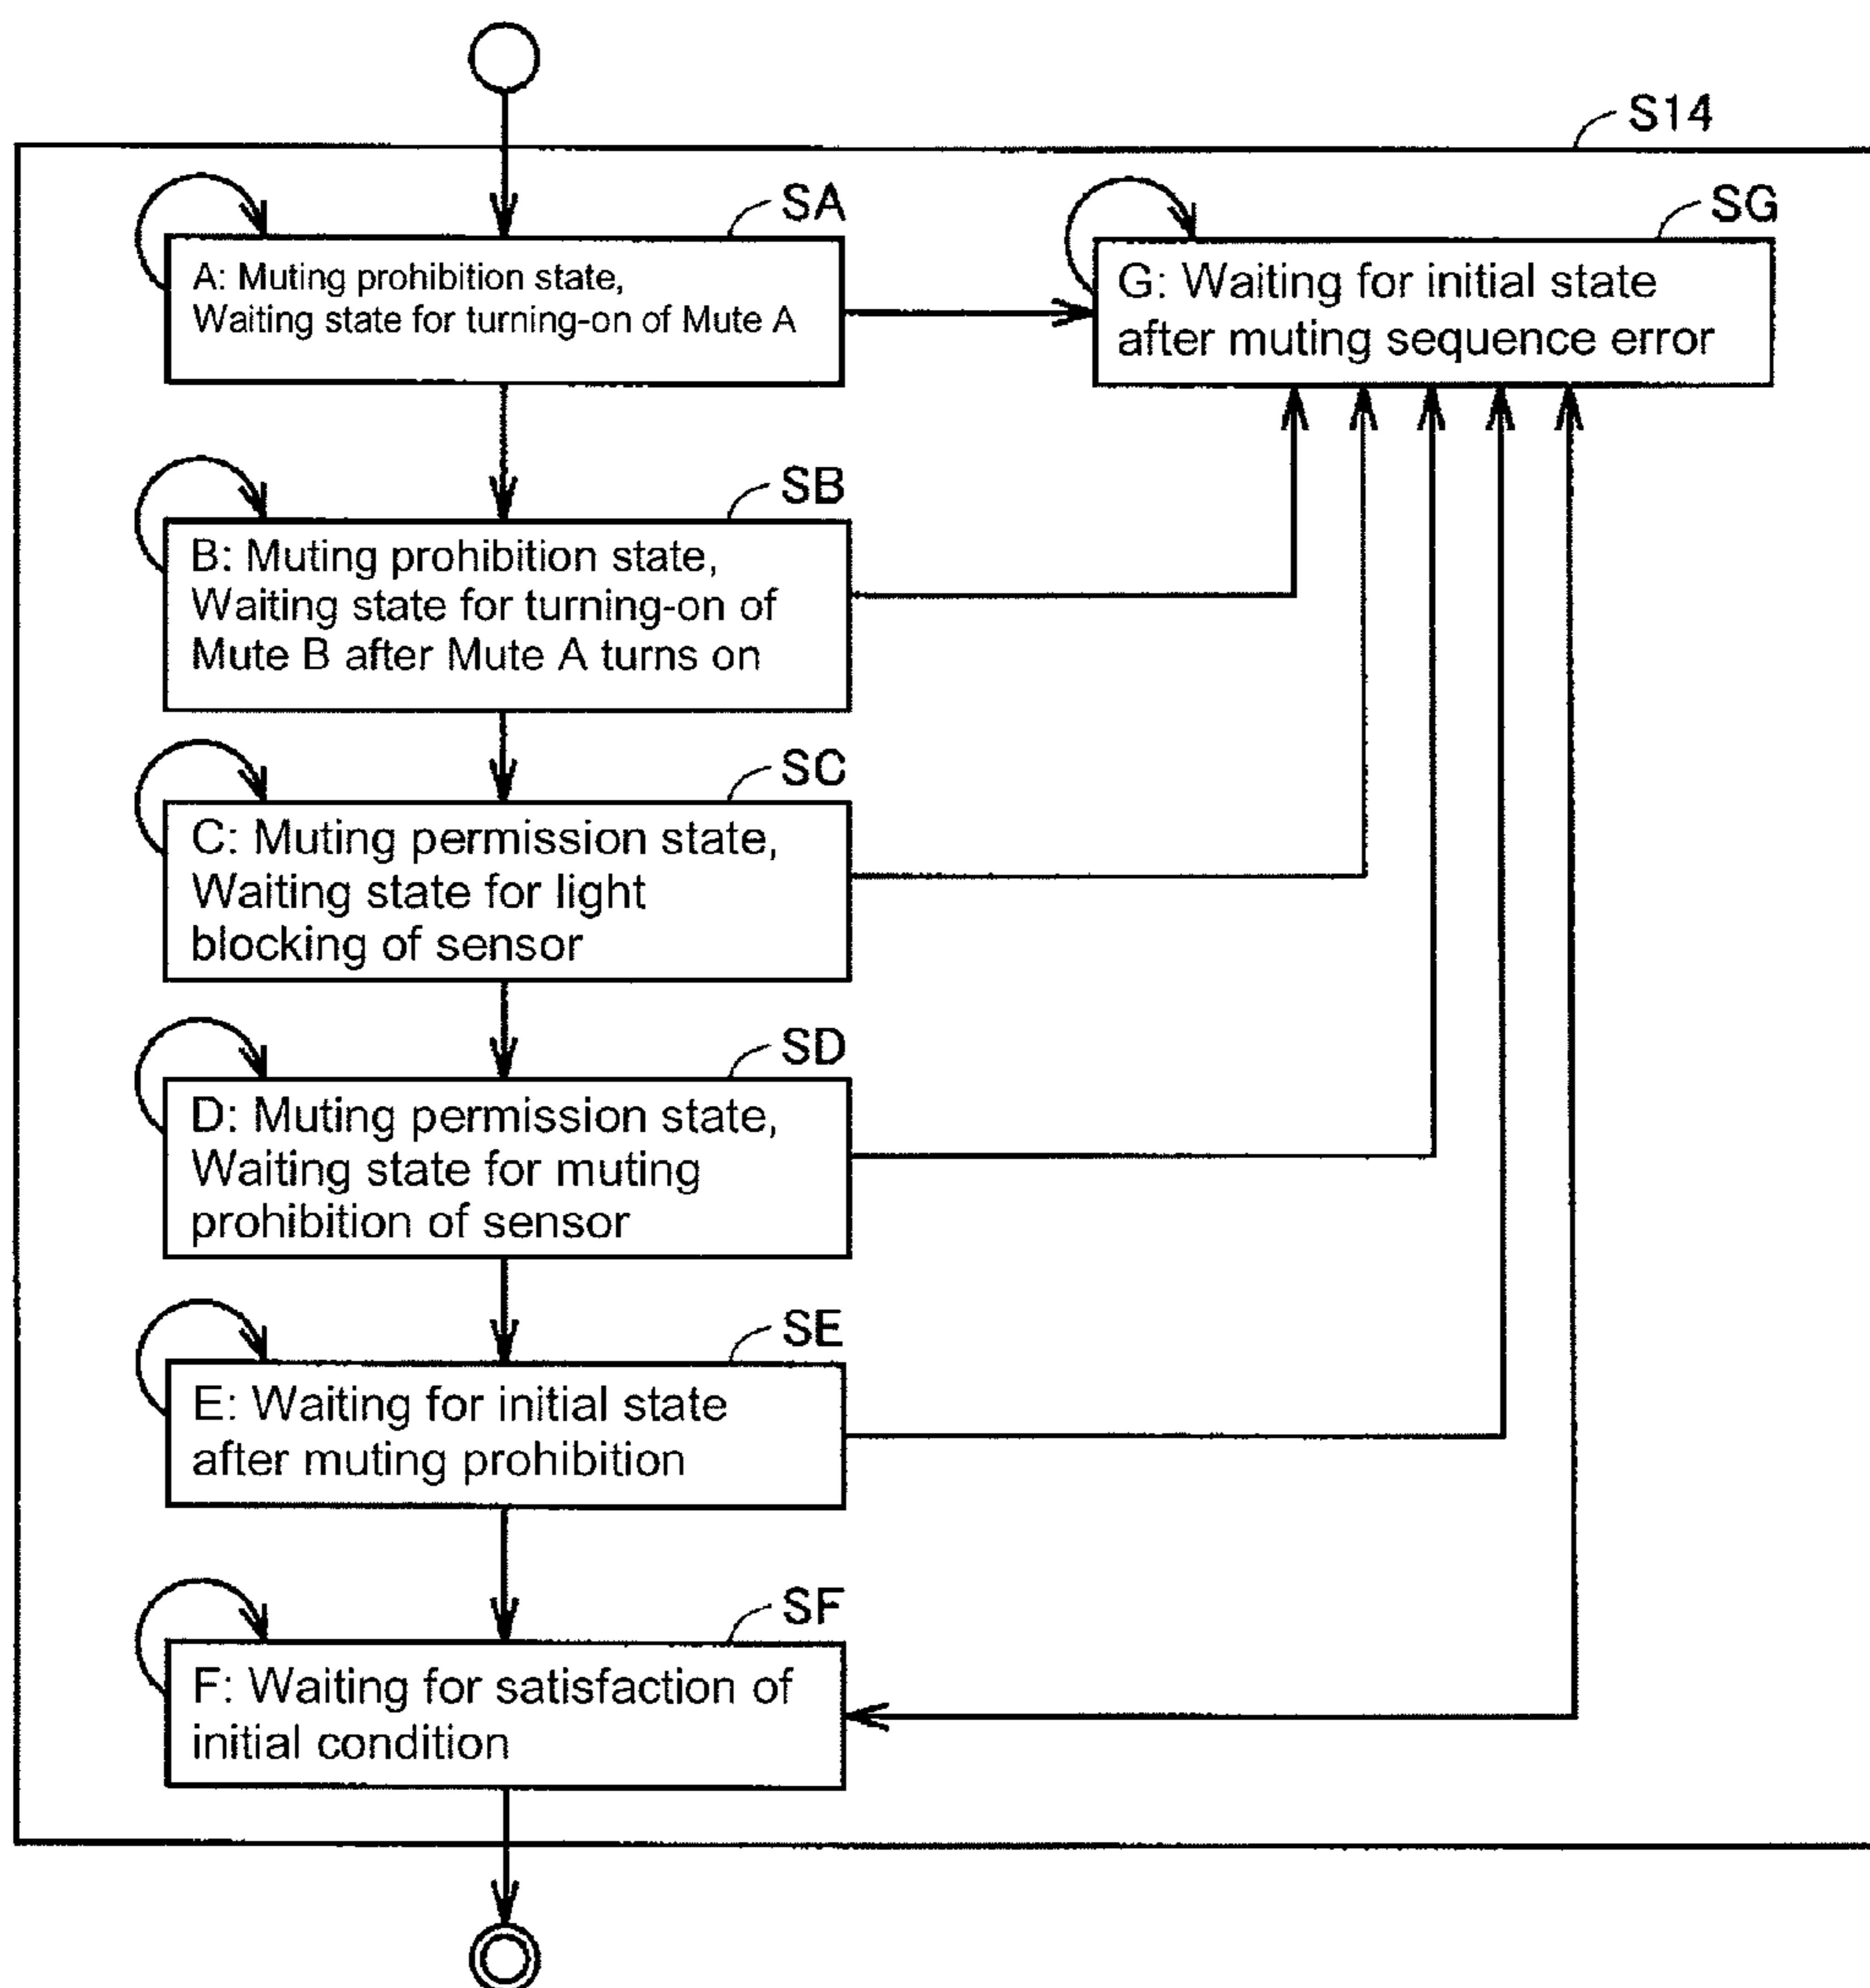 S14
SA
A: Muting prohibition state,
Waiting state for turning-on of Mute A
SG
G: Waiting for initial state
after muting sequence error
SB
B: Muting prohibition state,
Waiting state for turning-on of
Mute B after Mute A turns on
SC
C: Muting permission state,
Waiting state for light
blocking of sensor
SD
D: Muting permission state,
Waiting state for muting
prohibition of sensor
SE
E: Waiting for initial state
after muting prohibition
SF
F: Waiting for satisfaction of
initial condition